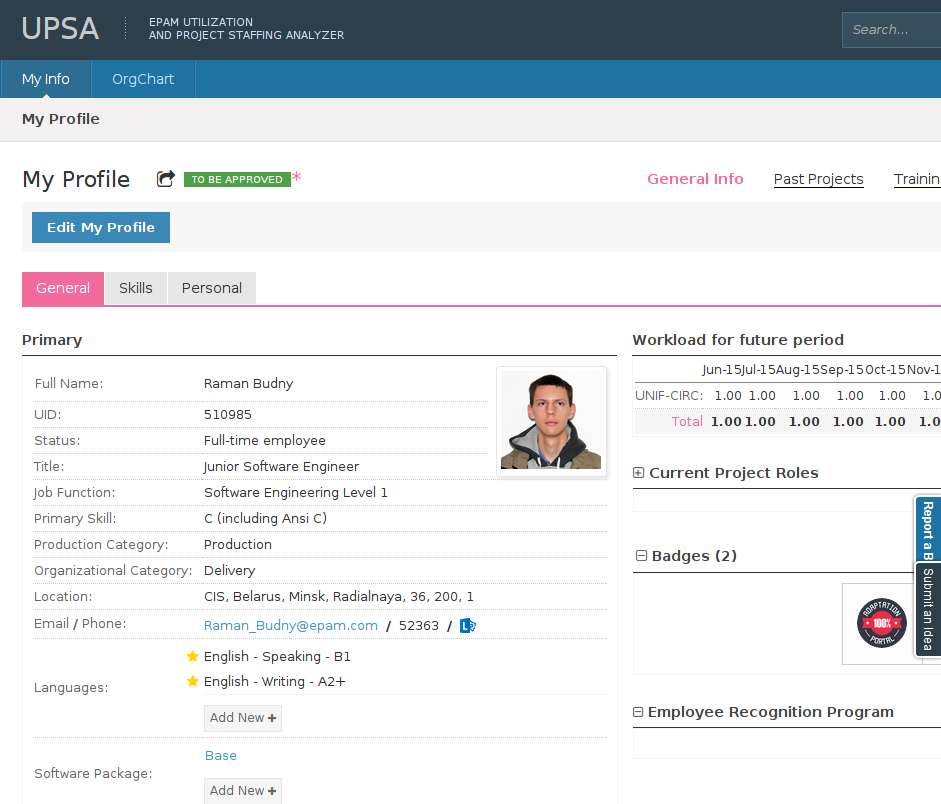 UPSA
EPAM UTILIZATION
AND PROJECT STAFFING ANALYZER
Search...
My Info
OrgChart
My Profile
My Profile
TO BE APPROVED *
General Info
Past Projects
Trainin
Edit My Profile
General
Skills
Personal
Primary
Full Name: Raman Budny
UID: 510985
Status: Full-time employee
Title: Junior Software Engineer
Job Function: Software Engineering Level 1
Primary Skill: C (including Ansi C)
Production Category: Production
Organizational Category: Delivery
Location: CIS, Belarus, Minsk, Radialnaya, 36, 200, 1
Email / Phone: Raman_Budny@epam.com / 52363 /
Languages:
English - Speaking - B1
English - Writing - A2+
Add New +
Software Package:
Base
Add New +
Workload for future period
Jun-15 Jul-15 Aug-15 Sep-15 Oct-15 Nov-1
UNIF-CIRC: 1.00 1.00 1.00 1.00 1.00 1.0
Total 1.00 1.00 1.00 1.00 1.00 1.0
Current Project Roles
Badges (2)
ADAPTATION
100%
PORTAL
Employee Recognition Program
Report a B
Submit an Idea